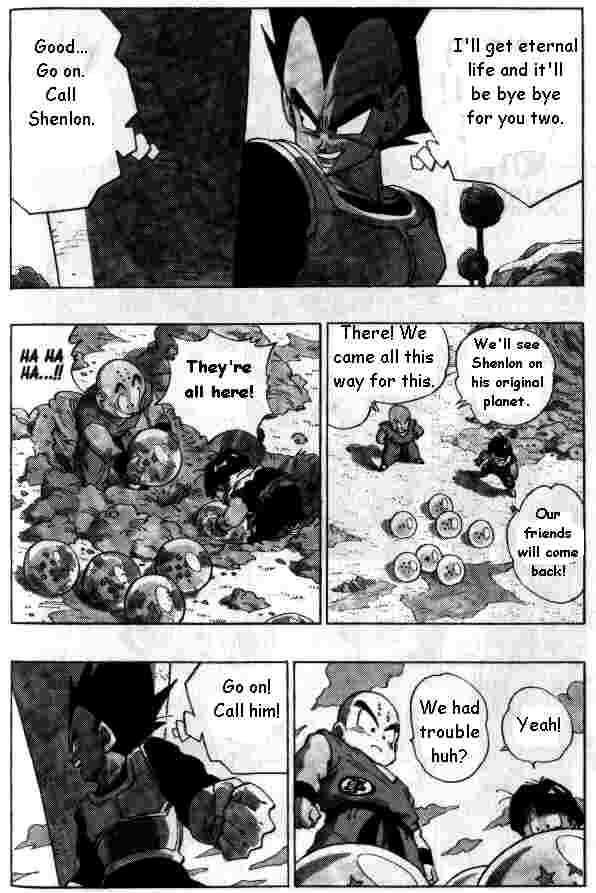 Good...
Go on.
Call
Shenlon.
I'll get eternal
life and it'll
be bye bye
for you two.
HA HA
HA...!!
They're
all here!
There! We
came all this
way for this.
We'll see
Shenlon on
his original
planet.
Our
friends
will come
back!
Go on!
Call him!
We had
trouble
huh?
Yeah!